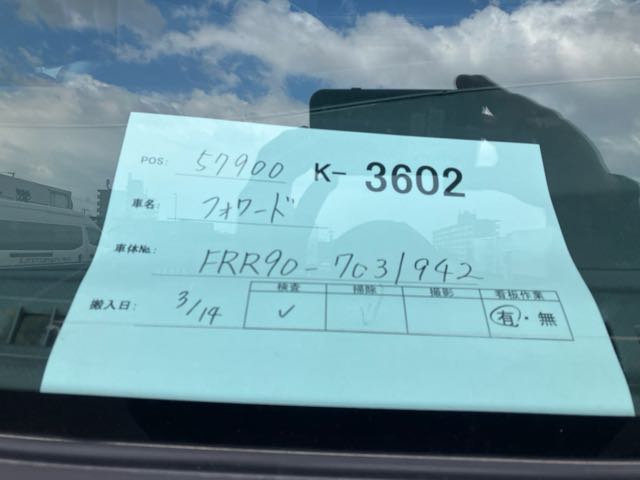 POS: 57900 K- 3602
車名: フォワード
車体No. FRR90-7031942
搬入日: 3/14
検査 掃除 撮影 看板作業
✓ ✓ 有・無